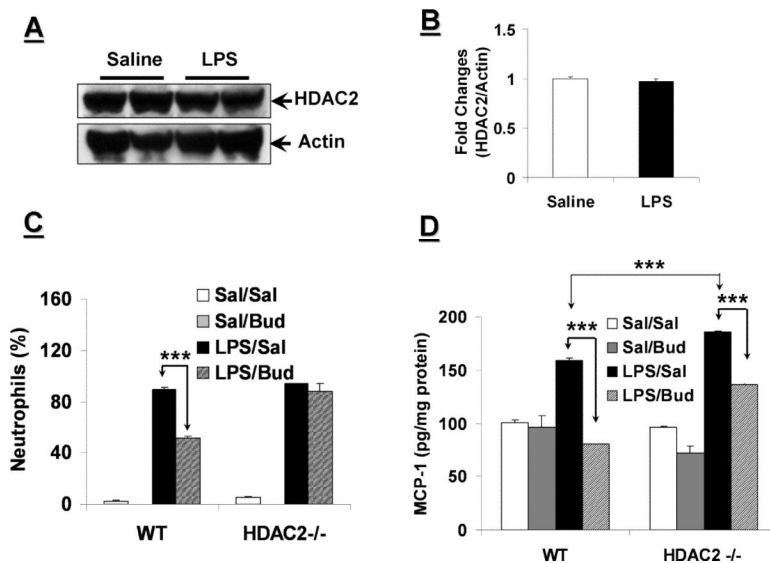 A
Saline LPS
HDAC2
Actin
B
Fold Changes
(HDAC2/Actin)
1.5
1
0.5
0
Saline LPS
C
Neutrophils (%)
160
120
80
40
0
Sal/Sal
Sal/Bud
LPS/Sal
LPS/Bud
***
WT HDAC2-/-
D
MCP-1 (pg/mg protein)
200
150
100
50
0
Sal/Sal
Sal/Bud
LPS/Sal
LPS/Bud
***
***
***
WT HDAC2 -/-